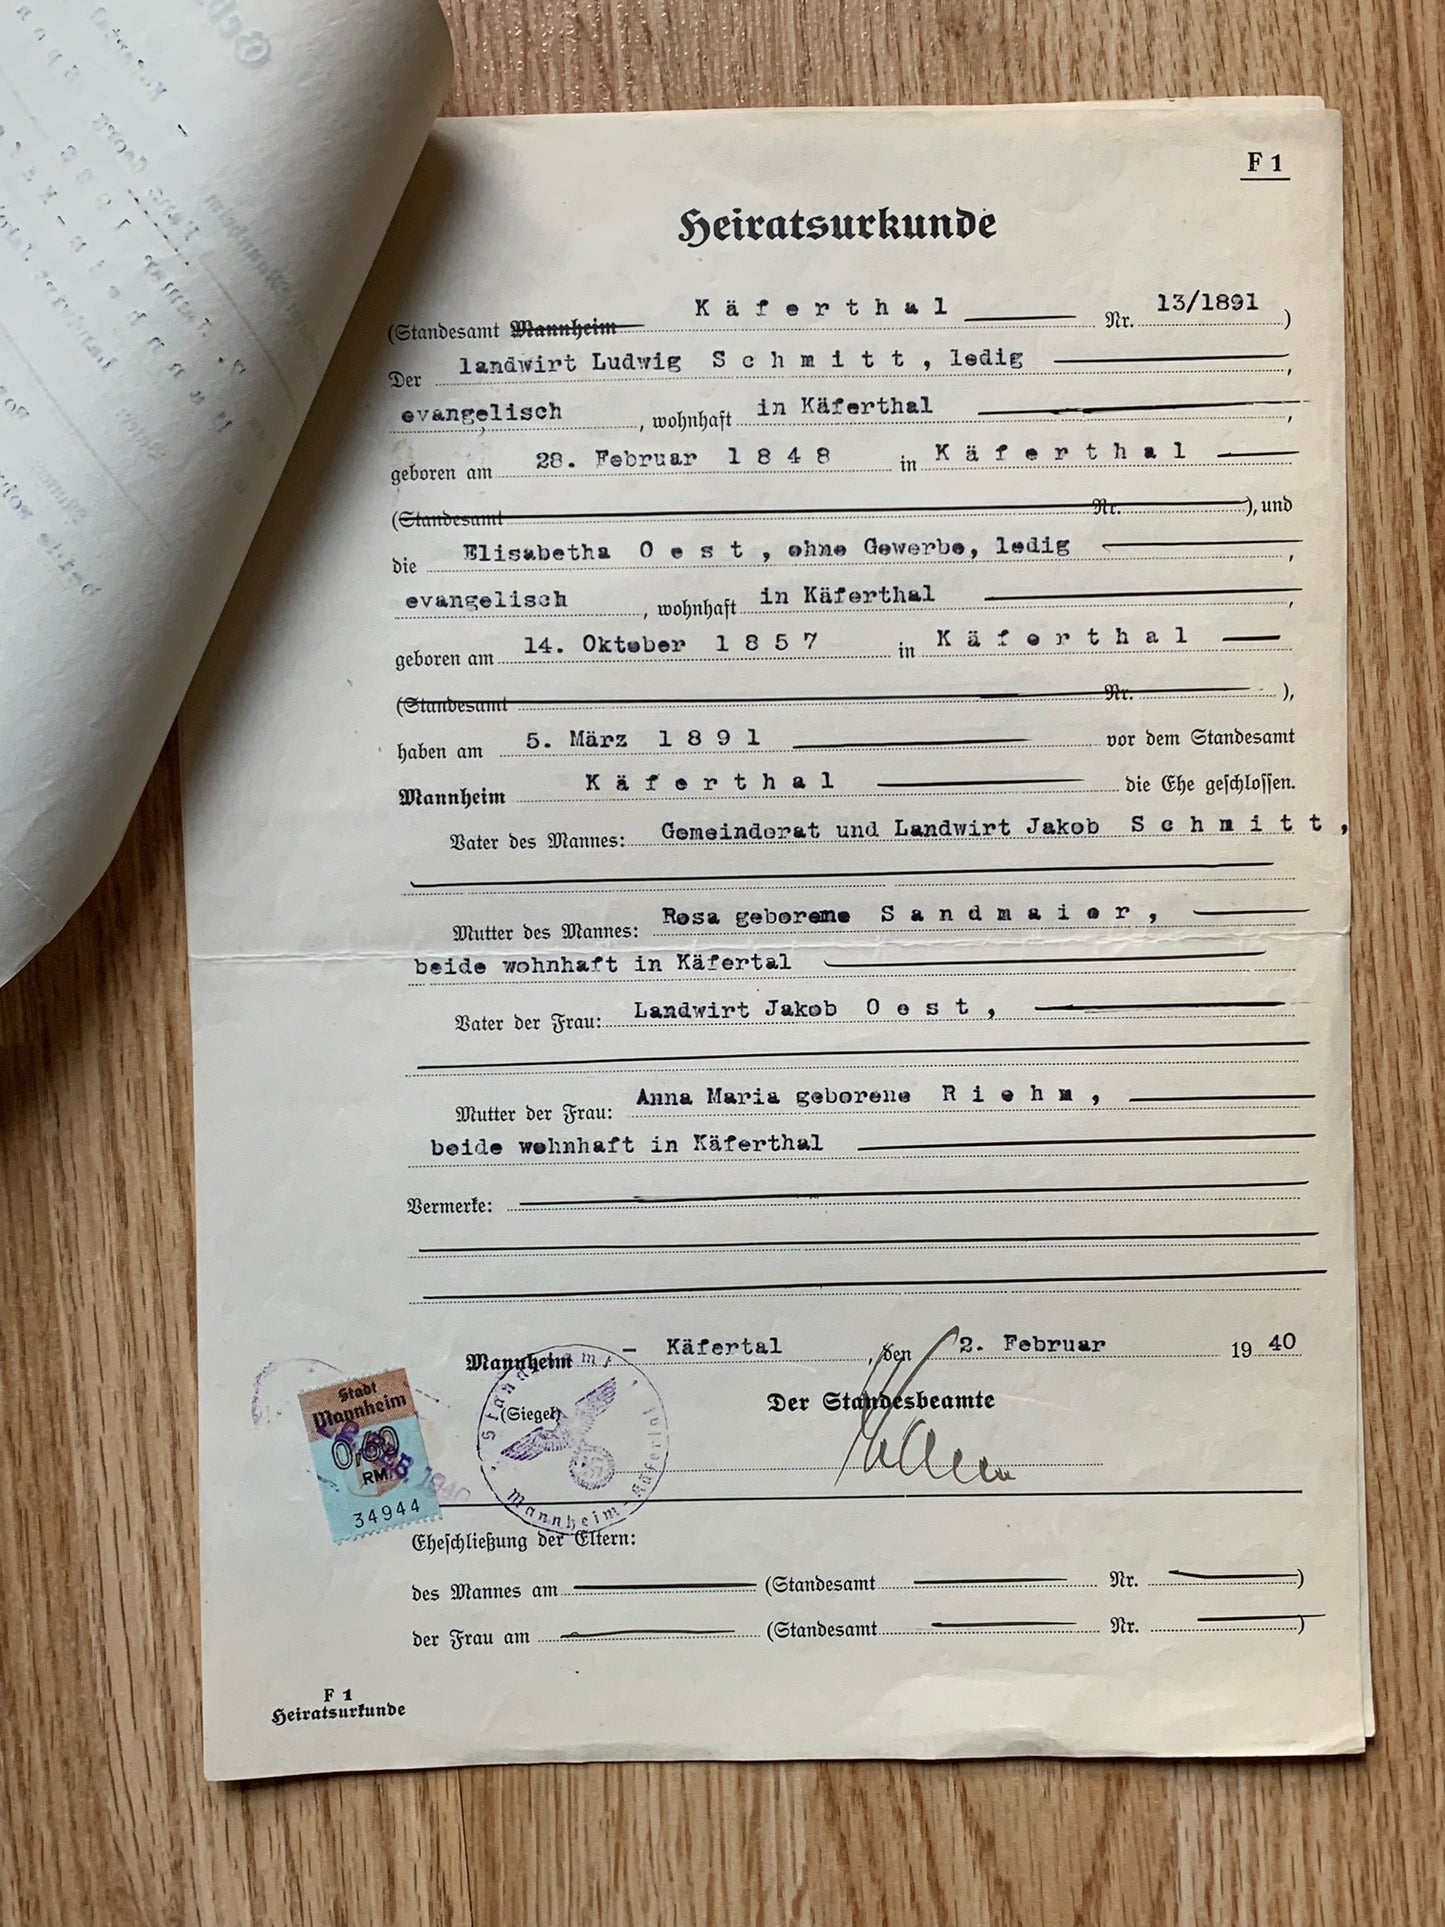 F 1
Heiratsurkunde
(Standesamt Mannheim Käferthal Nr. 13/1891)
Der landwirt Ludwig Schmitt, ledig,
evangelisch, wohnhaft in Käferthal,
geboren am 28. Februar 1848 in Käferthal
(Standesamt Nr. ), und
die Elisabetha Oest, ohne Gewerbe, ledig,
evangelisch, wohnhaft in Käferthal,
geboren am 14. Oktober 1857 in Käferthal
(Standesamt Nr. ),
haben am 5. März 1891 vor dem Standesamt
Mannheim Käferthal die Ehe geschlossen.
Vater des Mannes: Gemeinderat und Landwirt Jakob Schmitt,
Mutter des Mannes: Rosa geborene Sandmaier,
beide wohnhaft in Käfertal
Vater der Frau: Landwirt Jakob Oest,
Mutter der Frau: Anna Maria geborene Riehm,
beide wohnhaft in Käferthal
Vermerke:
Mannheim - Käfertal, den 2. Februar 1940
Der Standesbeamte
(Siegel)
Standesamt
Mannheim-Käfertal
Stadt
Mannheim
0,60
RM.
34944
Eheschließung der Eltern:
des Mannes am (Standesamt Nr. )
der Frau am (Standesamt Nr. )
F 1
Heiratsurkunde